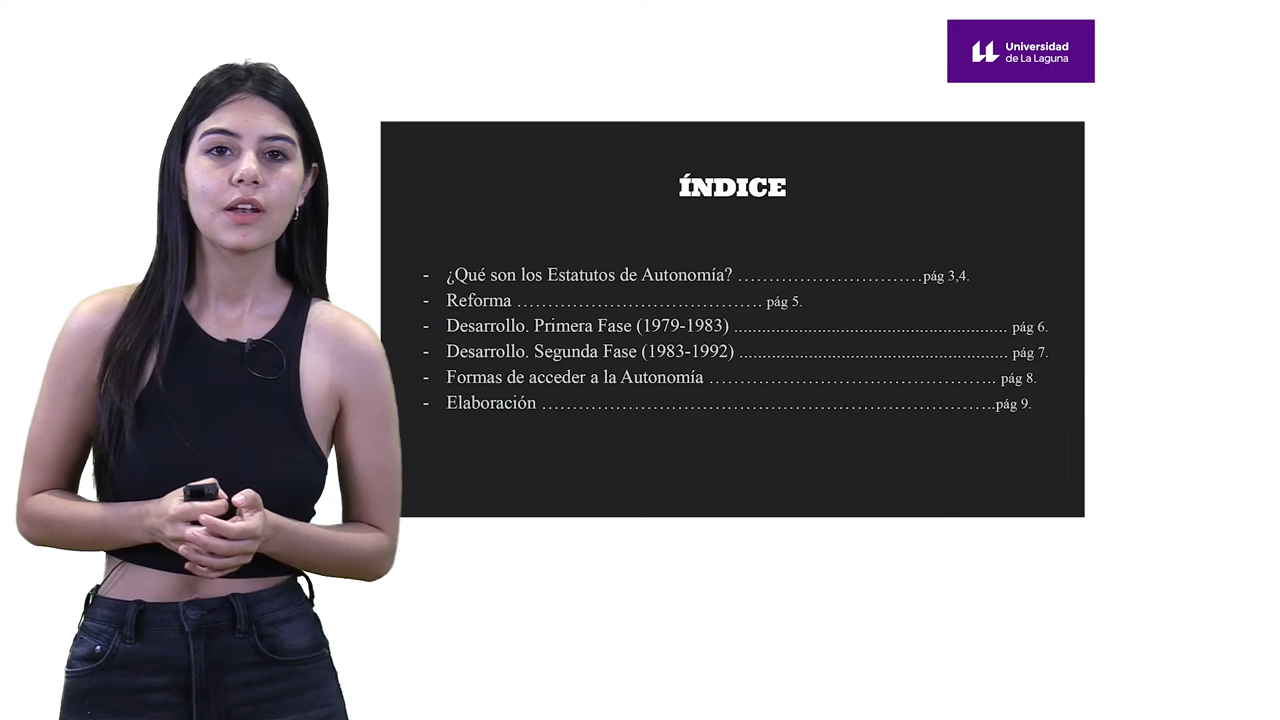 Universidad
de La Laguna
ÍNDICE
- ¿Qué son los Estatutos de Autonomía? …………………………pág 3,4.
- Reforma …………………………………. pág 5.
- Desarrollo. Primera Fase (1979-1983) .......................................................... pág 6.
- Desarrollo. Segunda Fase (1983-1992) ......................................................... pág 7.
- Formas de acceder a la Autonomía ……………………………………….. pág 8.
- Elaboración ………………………………………………………………..pág 9.